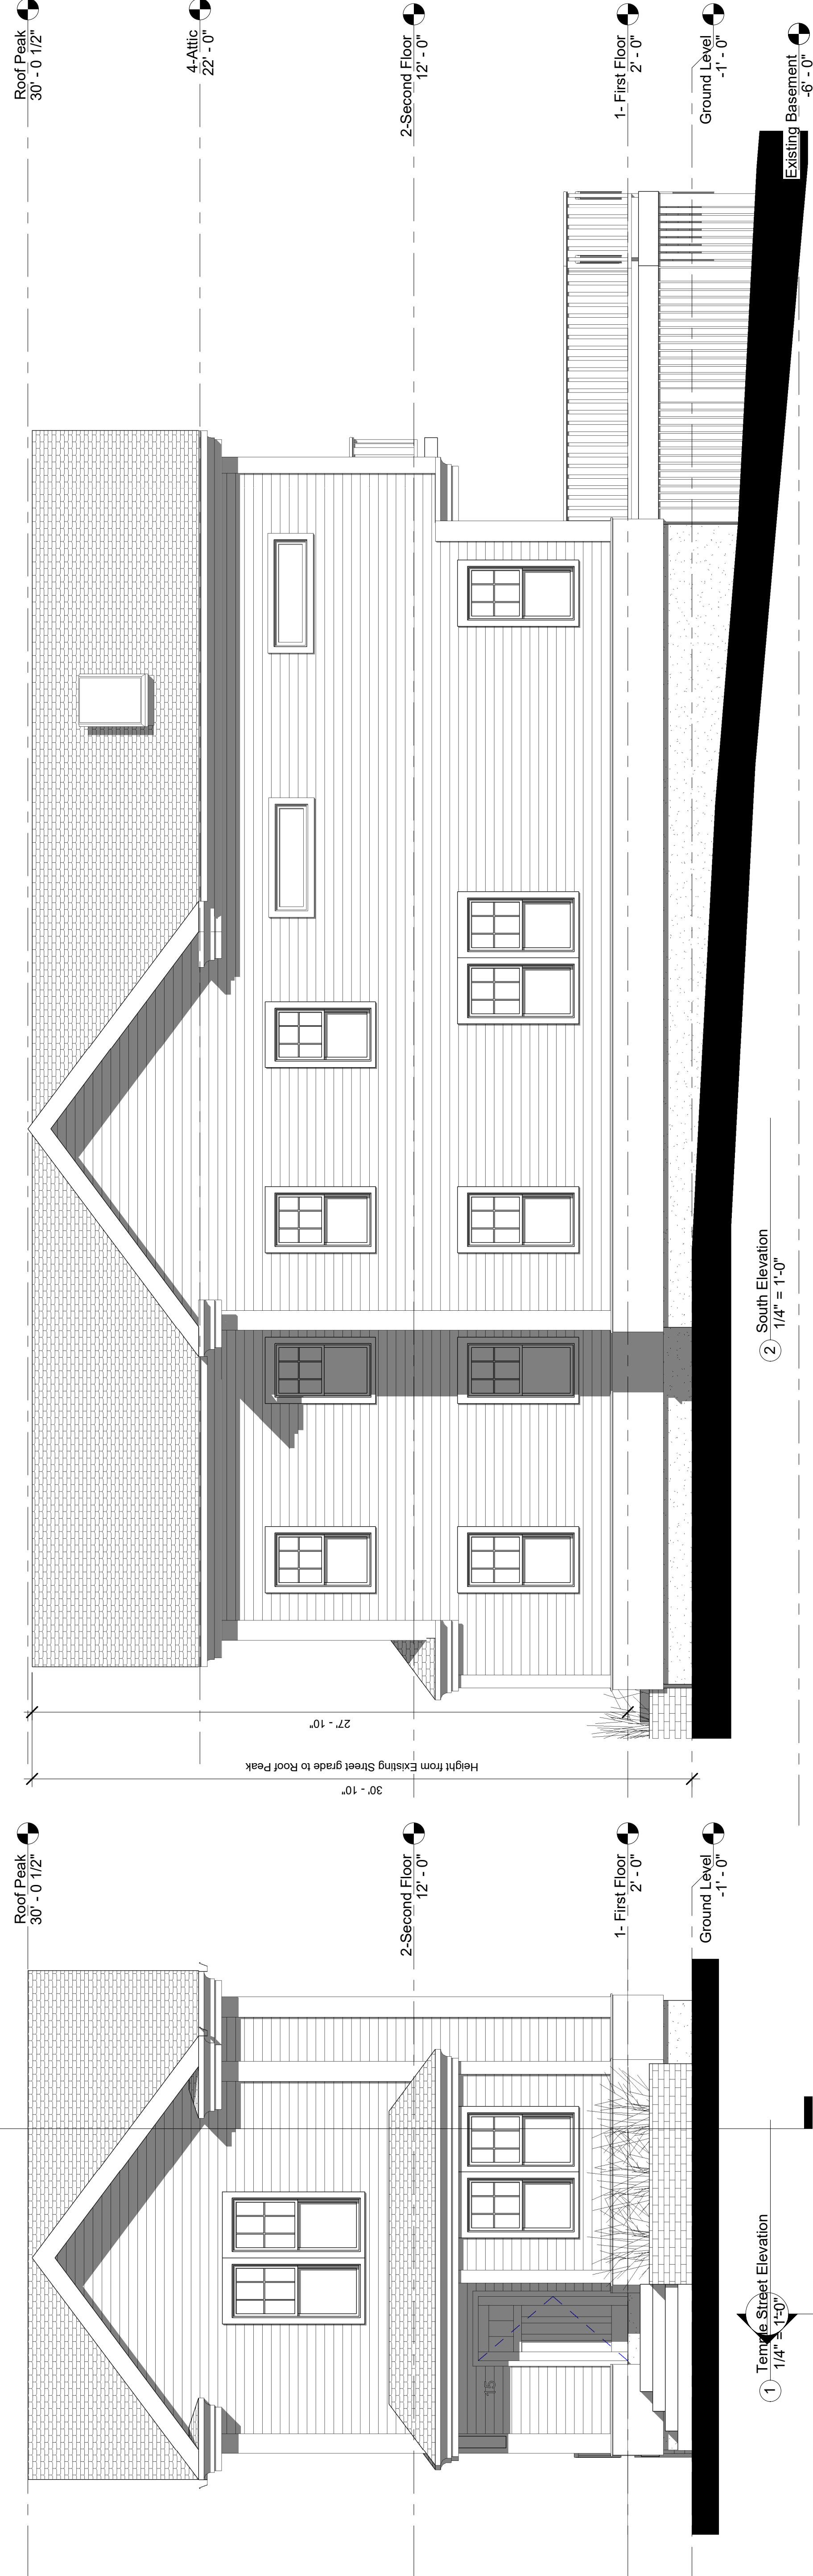 Roof Peak
30' - 0 1/2"
4-Attic
22' - 0"
2-Second Floor
12' - 0"
1- First Floor
2' - 0"
Ground Level
-1' - 0"
Existing Basement
-6' - 0"
27' - 10"
Height from Existing Street grade to Roof Peak
30' - 10"
2
South Elevation
1/4" = 1'-0"
Roof Peak
30' - 0 1/2"
2-Second Floor
12' - 0"
1- First Floor
2' - 0"
Ground Level
-1' - 0"
15
1
Temple Street Elevation
1/4" = 1'-0"